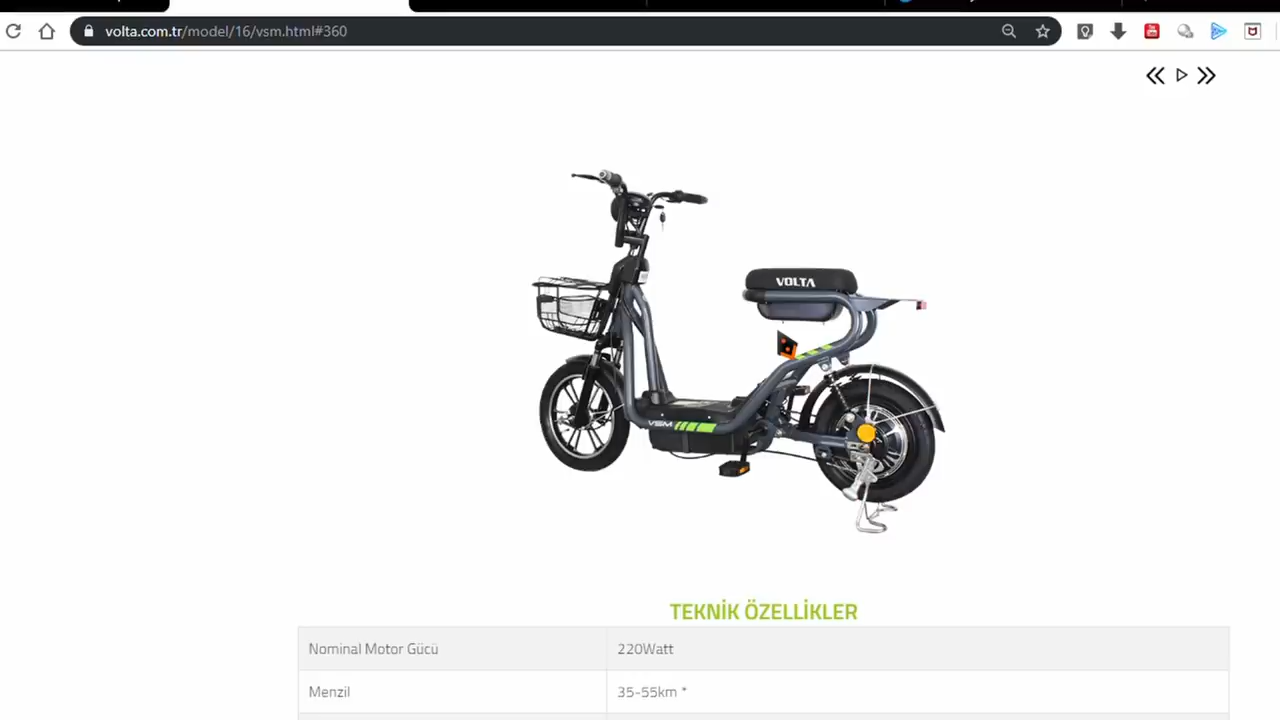 volta.com.tr/model/16/vsm.html#360
VOLTA
VSM
TEKNİK ÖZELLİKLER
Nominal Motor Gücü
220Watt
Menzil
35-55km *